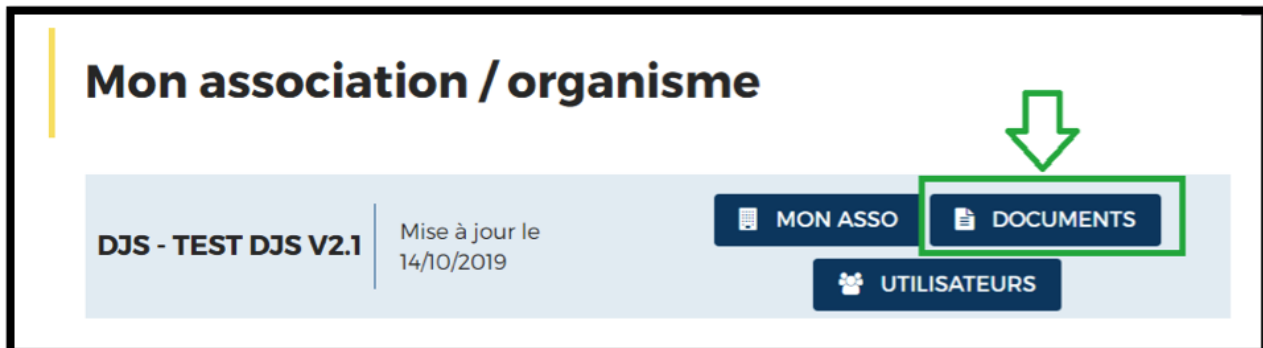 Mon association / organisme
DJS - TEST DJS V2.1
Mise à jour le
14/10/2019
MON ASSO
DOCUMENTS
UTILISATEURS